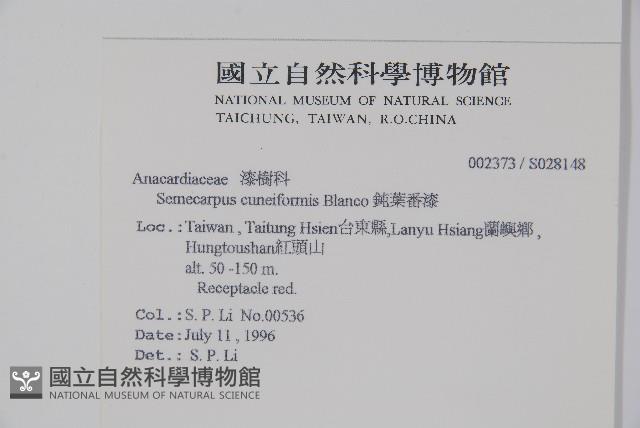 國立自然科學博物館
NATIONAL MUSEUM OF NATURAL SCIENCE
TAICHUNG, TAIWAN, R.O.CHINA
002373 / S028148
Anacardiaceae 漆樹科
Semecarpus cuneiformis Blanco 鈍葉番漆
Loc.:Taiwan , Taitung Hsien台東縣,Lanyu Hsiang蘭嶼鄉 ,
Hungtoushan紅頭山
alt. 50 -150 m.
Receptacle red.
Col.:S. P. Li No.00536
Date:July 11 , 1996
Det.: S. P. Li
國立自然科學博物館
NATIONAL MUSEUM OF NATURAL SCIENCE